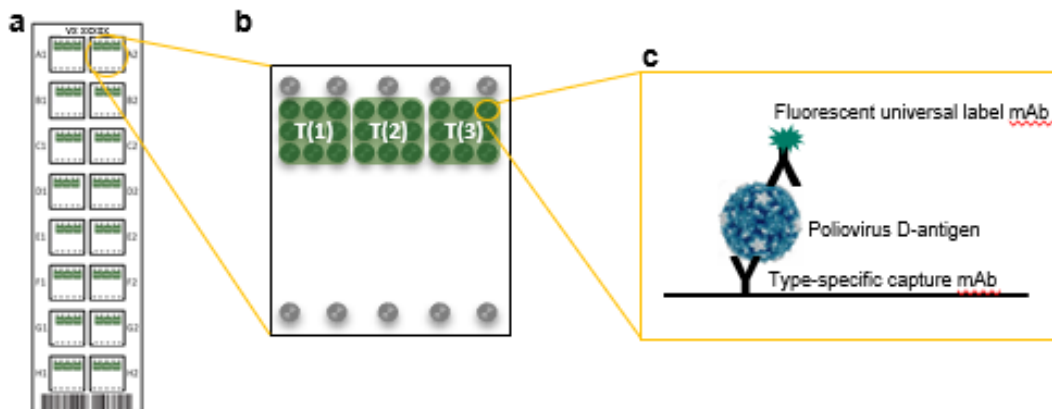 a
b
c
A1
A2
B1
B2
C1
C2
D1
D2
E1
E2
F1
F2
G1
G2
H1
H2
T(1) T(2) T(3)
Fluorescent universal label mAb
Poliovirus D-antigen
Type-specific capture mAb